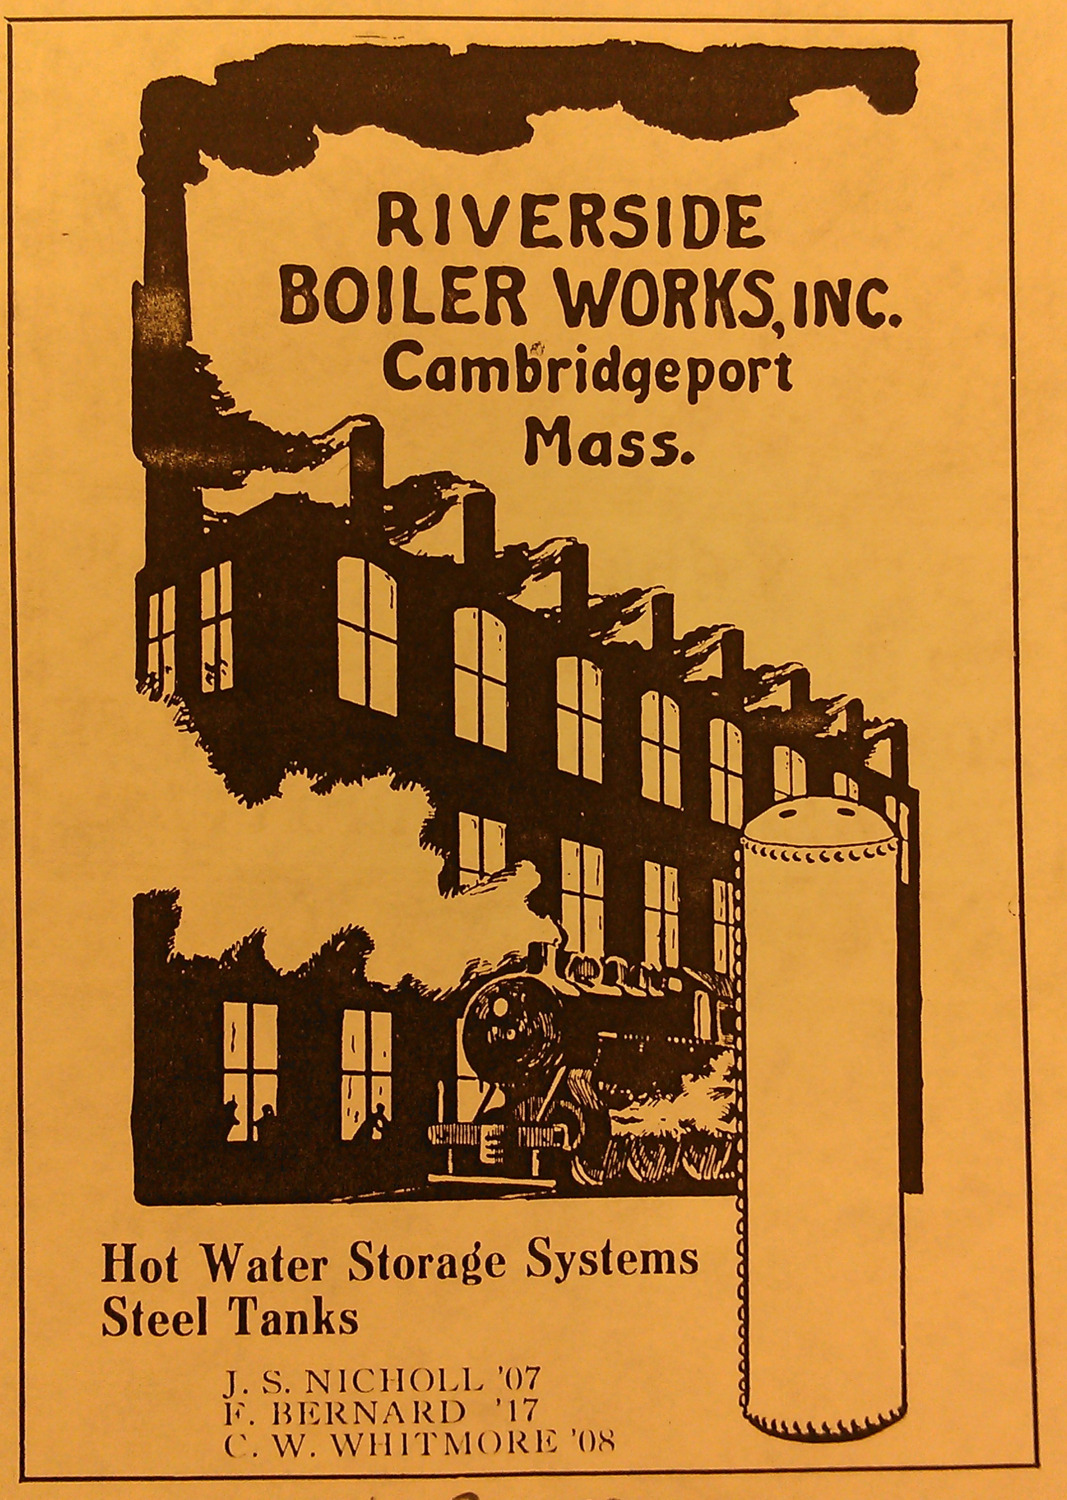 RIVERSIDE
BOILER WORKS, INC.
Cambridgeport
Mass.
Hot Water Storage Systems
Steel Tanks
J. S. NICHOLL '07
F. BERNARD '17
C. W. WHITMORE '08